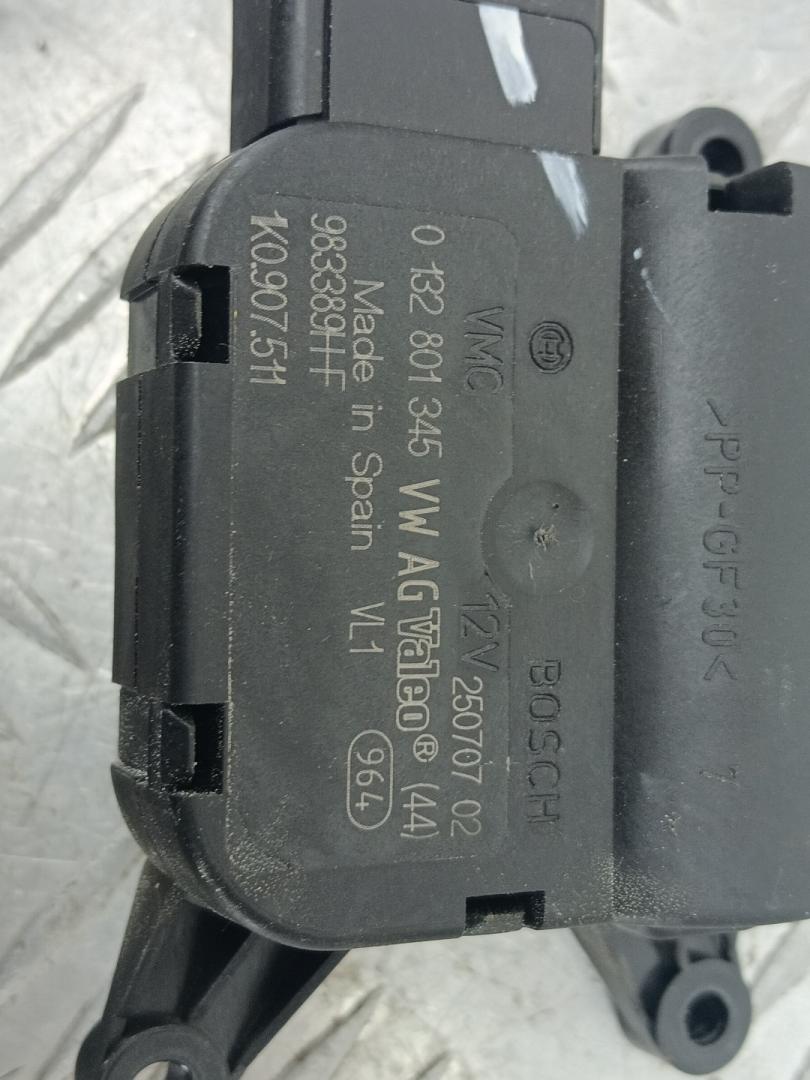 >PP-GF30< 7
BOSCH
VMC 12V 250707 02
0 132 801 345 VW AG Valeo® (44)
Made in Spain VL1 964
983389HF
1K0.907.511